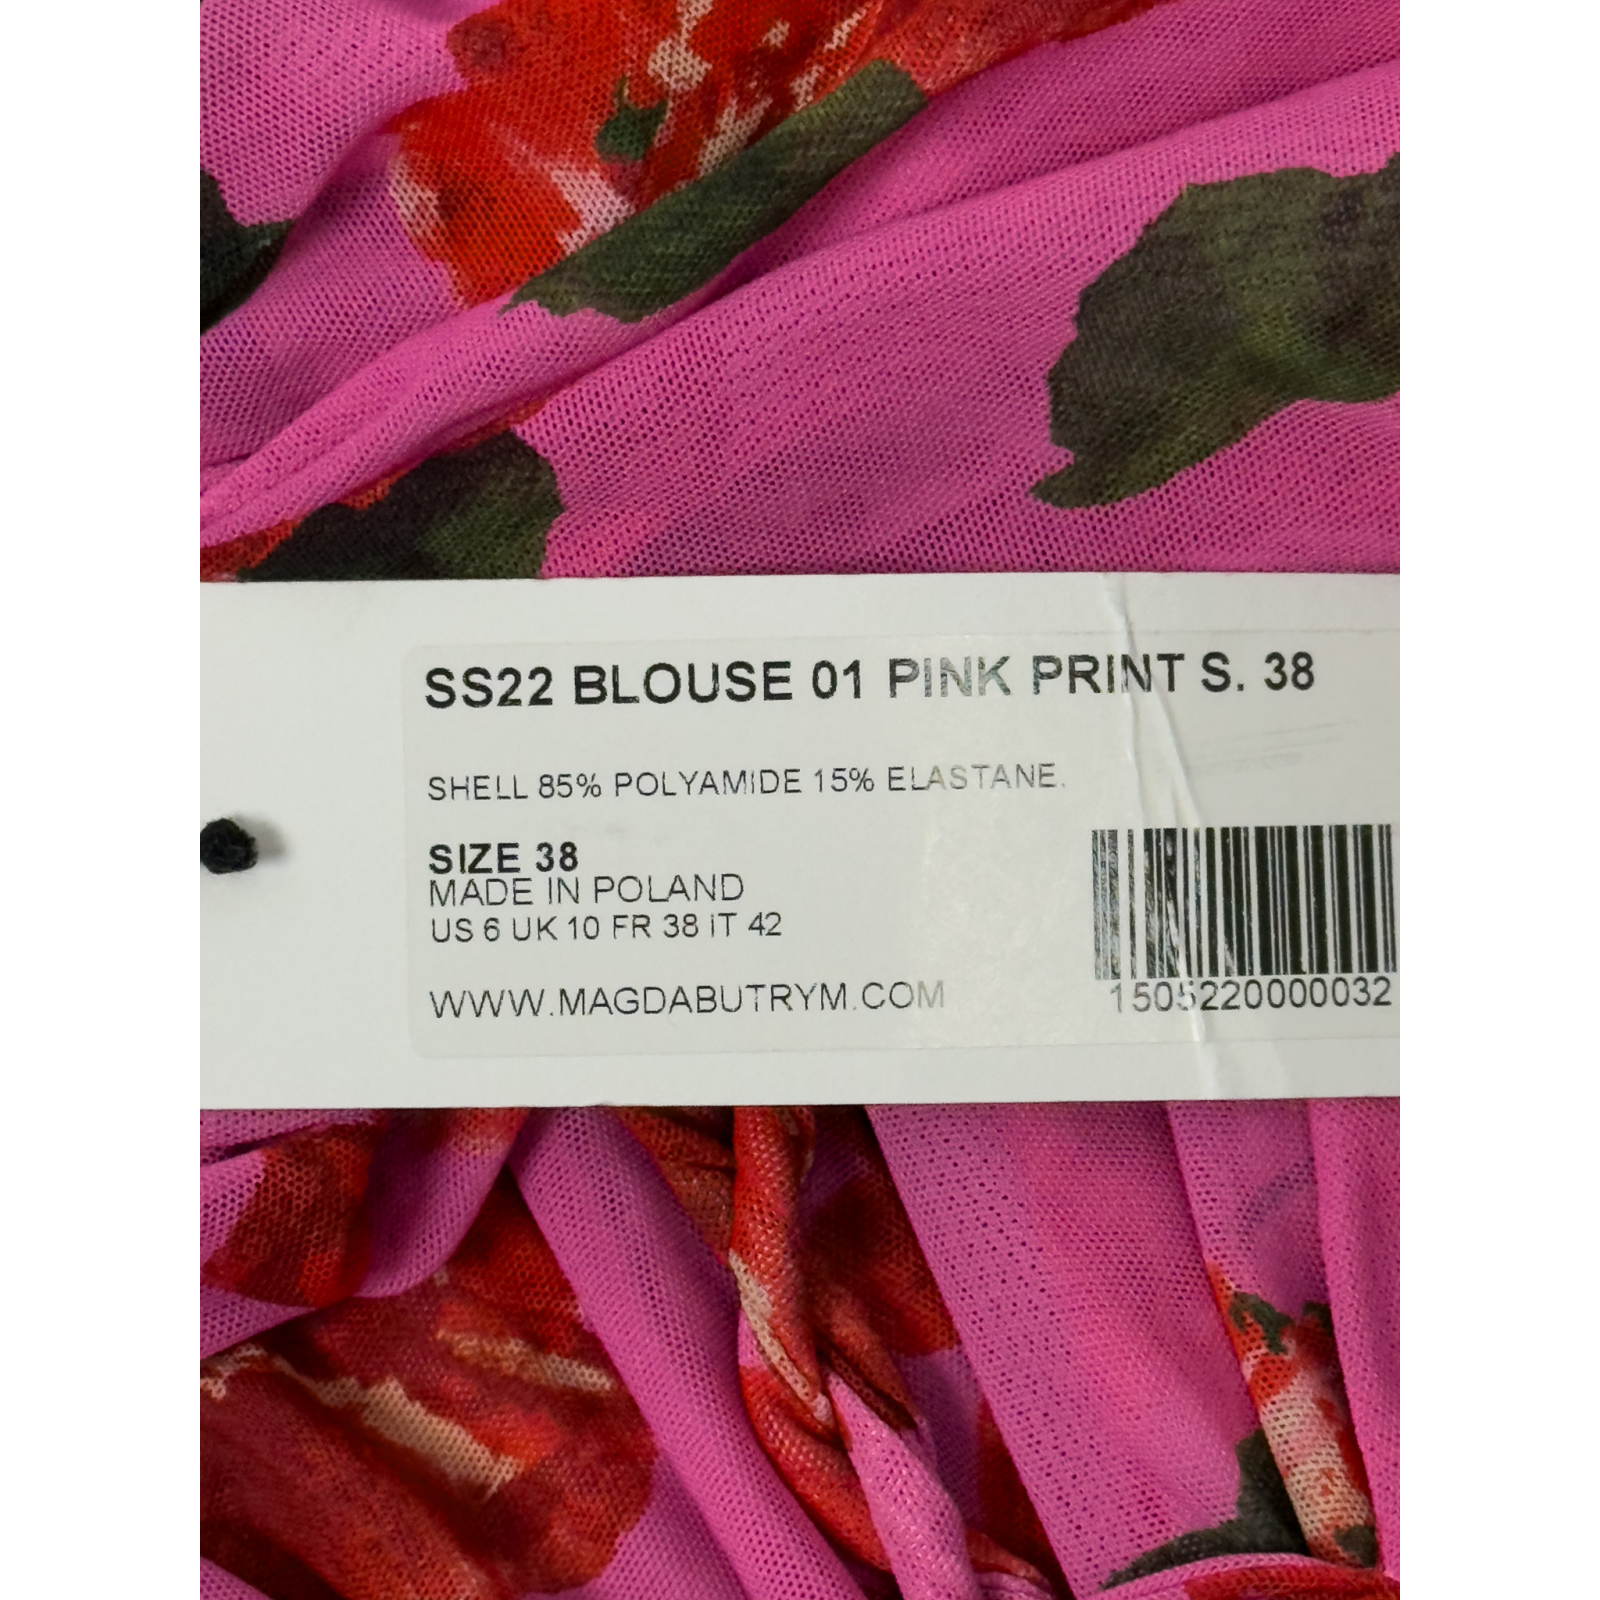 SS22 BLOUSE 01 PINK PRINT S. 38
SHELL 85% POLYAMIDE 15% ELASTANE.
SIZE 38
MADE IN POLAND
US 6 UK 10 FR 38 IT 42
WWW.MAGDABUTRYM.COM
1505220000032